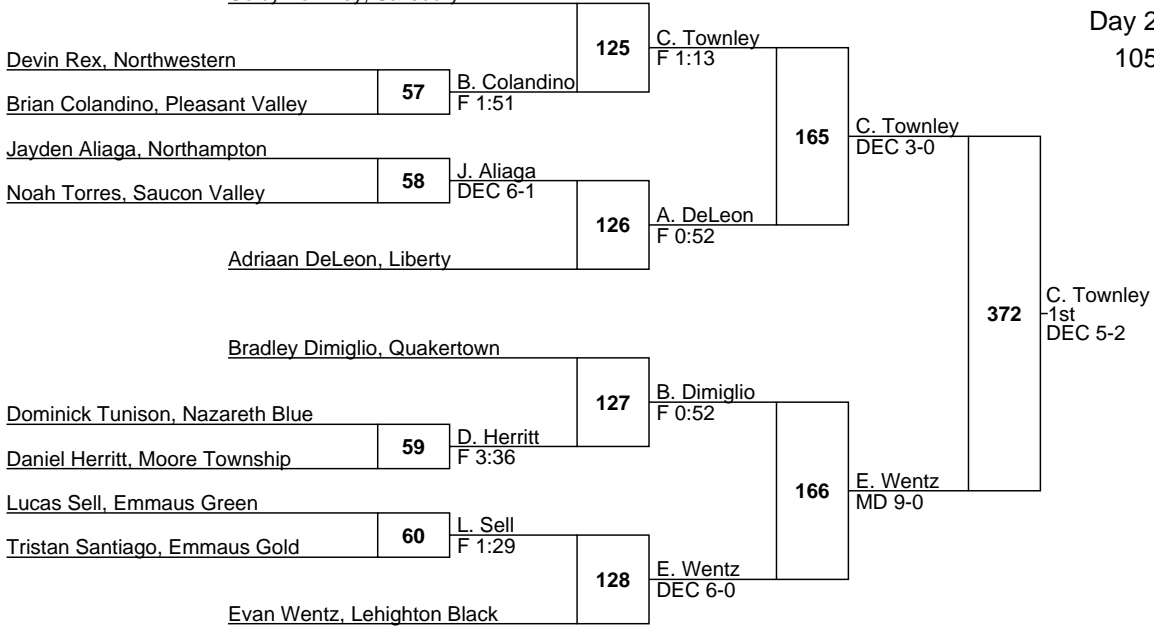 Day 2
105
125
C. Townley
F 1:13
Devin Rex, Northwestern
57
B. Colandino
F 1:51
Brian Colandino, Pleasant Valley
165
C. Townley
DEC 3-0
Jayden Aliaga, Northampton
58
J. Aliaga
DEC 6-1
Noah Torres, Saucon Valley
126
A. DeLeon
F 0:52
Adriaan DeLeon, Liberty
372
C. Townley
1st
DEC 5-2
Bradley Dimiglio, Quakertown
127
B. Dimiglio
F 0:52
Dominick Tunison, Nazareth Blue
59
D. Herritt
F 3:36
Daniel Herritt, Moore Township
166
E. Wentz
MD 9-0
Lucas Sell, Emmaus Green
60
L. Sell
F 1:29
Tristan Santiago, Emmaus Gold
128
E. Wentz
DEC 6-0
Evan Wentz, Lehighton Black